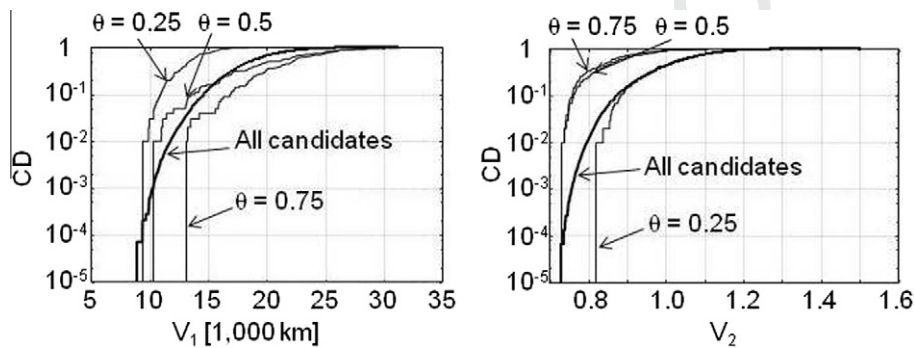 θ = 0.25
θ = 0.5
1
10-1
10-2
10-3
10-4
10-5
CD
All candidates
θ = 0.75
5 10 15 20 25 30 35
V1 [1,000 km]
θ = 0.75
θ = 0.5
1
10-1
10-2
10-3
10-4
10-5
CD
All candidates
θ = 0.25
0.8 1.0 1.2 1.4 1.6
V2